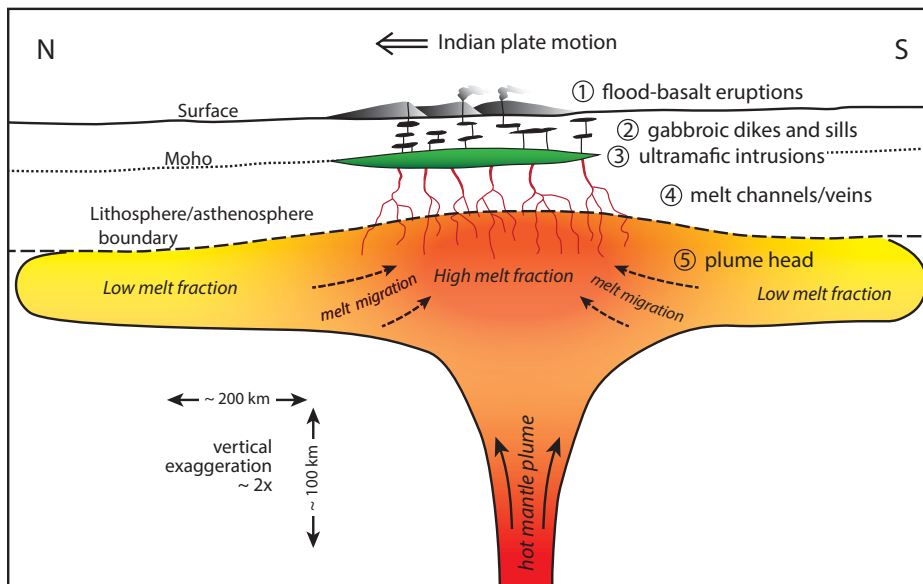 N
Indian plate motion
S
① flood-basalt eruptions
Surface
② gabbroic dikes and sills
Moho
③ ultramafic intrusions
④ melt channels/veins
Lithosphere/asthenosphere
boundary
⑤ plume head
Low melt fraction
melt migration
High melt fraction
melt migration
Low melt fraction
~ 200 km
vertical
exaggeration
~ 2x
~ 100 km
hot mantle plume